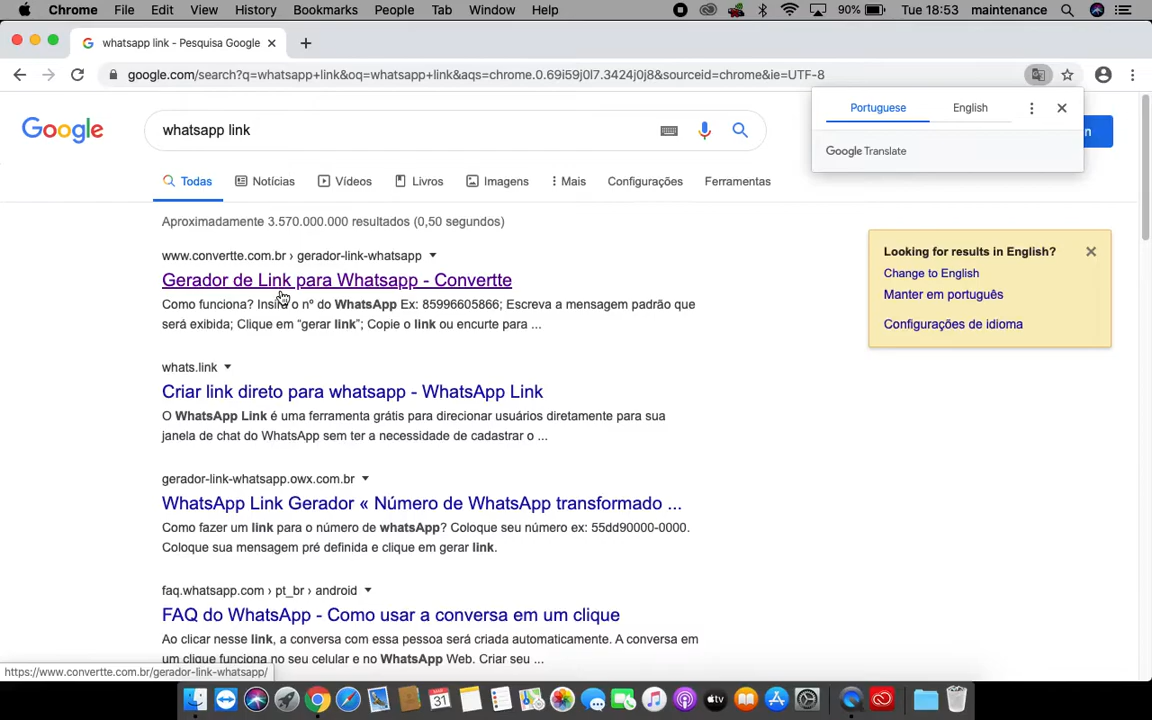 Chrome File Edit View History Bookmarks People Tab Window Help 90% Tue 18:53 maintenance
whatsapp link - Pesquisa Google
google.com/search?q=whatsapp+link&oq=whatsapp+link&aqs=chrome.0.69i59j0l7.3424j0j8&sourceid=chrome&ie=UTF-8
Portuguese English
Google Translate
Google whatsapp link
Todas Notícias Vídeos Livros Imagens Mais Configurações Ferramentas
Aproximadamente 3.570.000.000 resultados (0,50 segundos)
www.convertte.com.br › gerador-link-whatsapp
Gerador de Link para Whatsapp - Convertte
Como funciona? Insira o nº do WhatsApp Ex: 85996605866; Escreva a mensagem padrão que
será exibida; Clique em “gerar link”; Copie o link ou encurte para ...
Looking for results in English?
Change to English
Manter em português
Configurações de idioma
whats.link
Criar link direto para whatsapp - WhatsApp Link
O WhatsApp Link é uma ferramenta grátis para direcionar usuários diretamente para sua
janela de chat do WhatsApp sem ter a necessidade de cadastrar o ...
gerador-link-whatsapp.owx.com.br
WhatsApp Link Gerador « Número de WhatsApp transformado ...
Como fazer um link para o número de whatsApp? Coloque seu número ex: 55dd90000-0000.
Coloque sua mensagem pré definida e clique em gerar link.
faq.whatsapp.com › pt_br › android
FAQ do WhatsApp - Como usar a conversa em um clique
Ao clicar nesse link, a conversa com essa pessoa será criada automaticamente. A conversa em
um clique funciona no seu celular e no WhatsApp Web. Criar seu ...
https://www.convertte.com.br/gerador-link-whatsapp/
31
tv